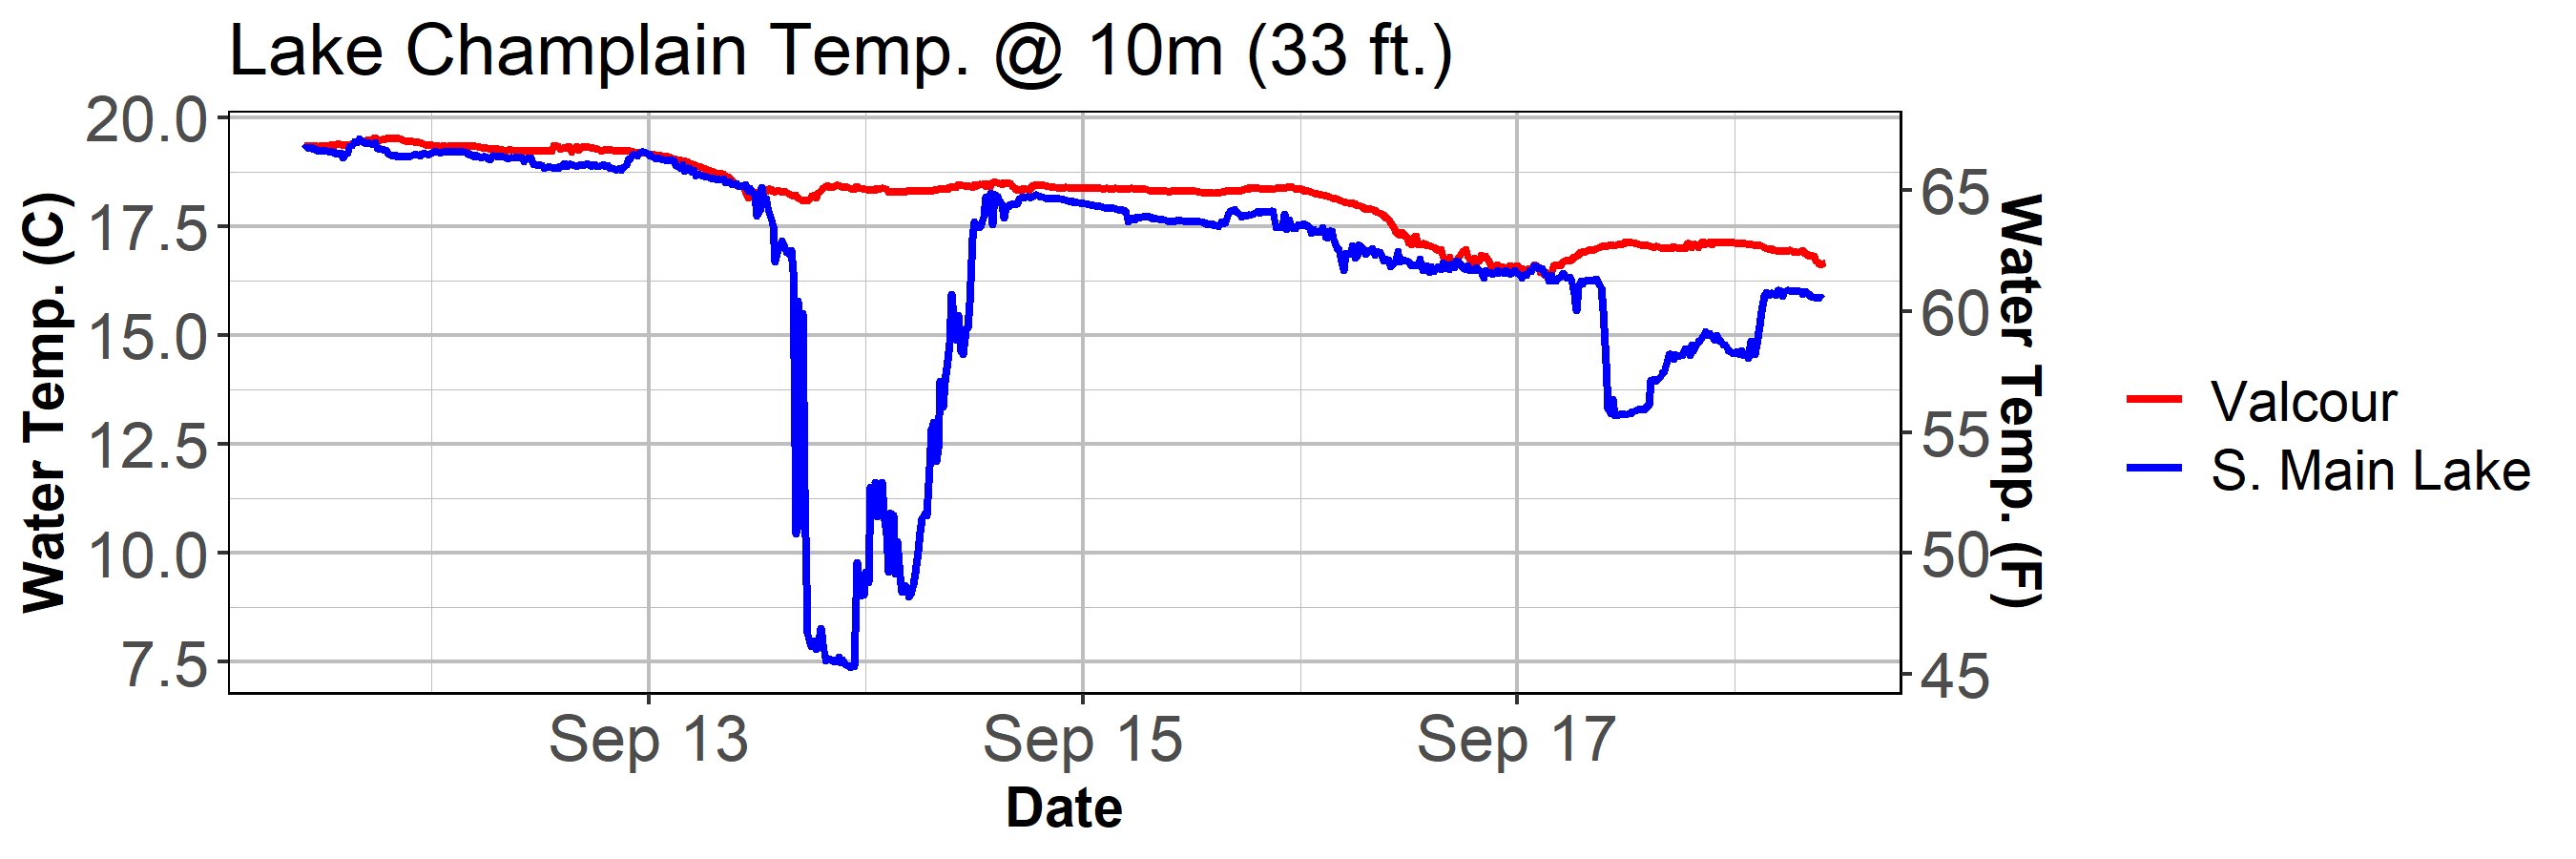 Lake Champlain Temp. @ 10m (33 ft.)
Water Temp. (C)
20.0
17.5
15.0
12.5
10.0
7.5
65
60
55
50
45
Water Temp. (F)
Sep 13
Sep 15
Sep 17
Date
Valcour
S. Main Lake